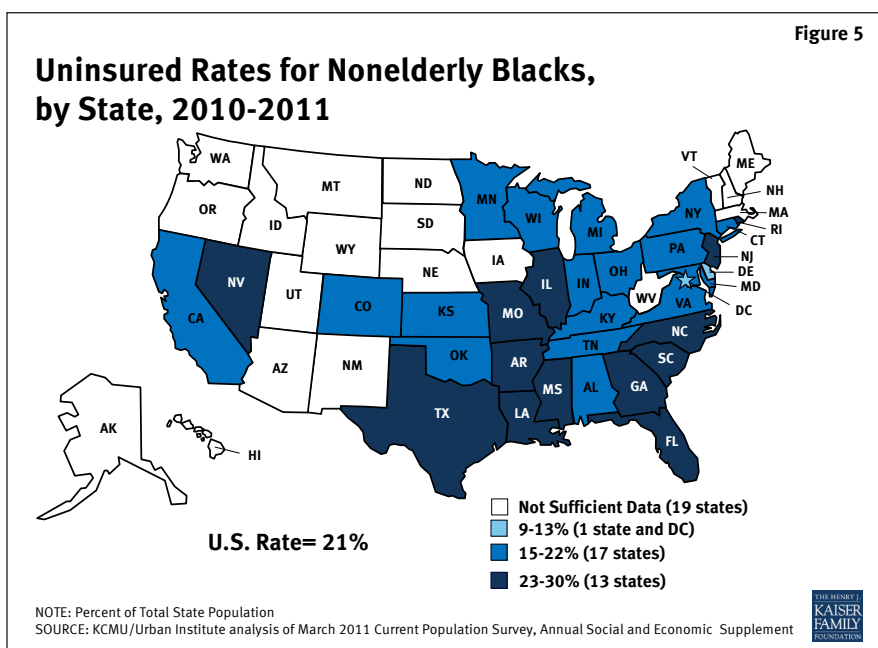 Figure 5
Uninsured Rates for Nonelderly Blacks,
by State, 2010-2011
WA
MT
ND
MN
VT
ME
NH
OR
ID
SD
WI
MI
NY
MA
RI
WY
CT
IA
PA
NJ
NE
DE
NV
IL
IN
OH
MD
UT
WV
CO
VA
DC
CA
KS
MO
KY
NC
TN
OK
AZ
NM
AR
SC
MS
AL
GA
TX
LA
AK
FL
HI
Not Sufficient Data (19 states)
9-13% (1 state and DC)
U.S. Rate= 21%
15-22% (17 states)
23-30% (13 states)
NOTE: Percent of Total State Population
SOURCE: KCMU/Urban Institute analysis of March 2011 Current Population Survey, Annual Social and Economic Supplement
THE HENRY J.
KAISER
FAMILY
FOUNDATION